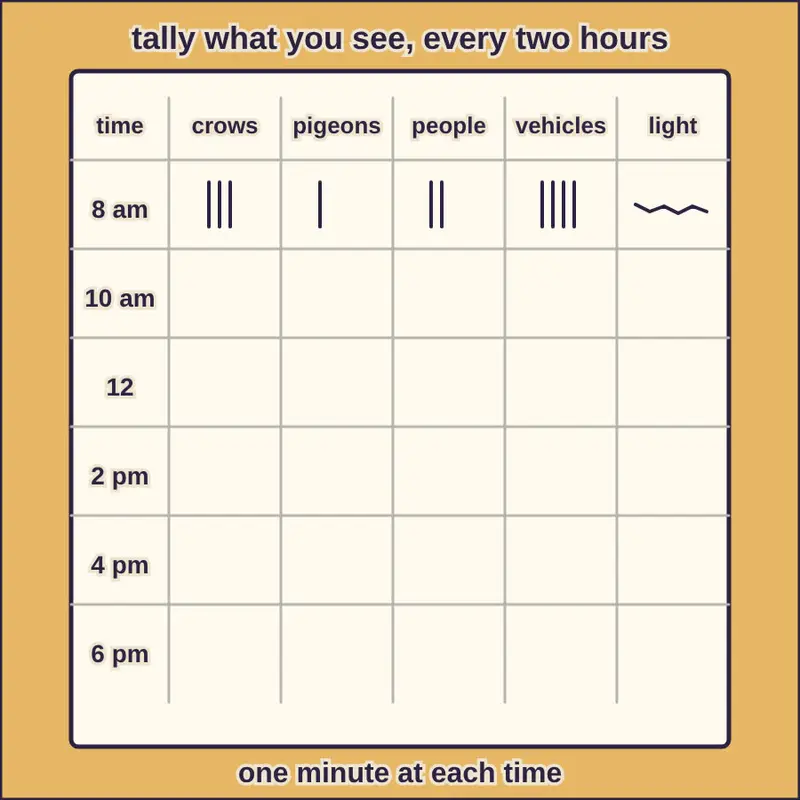 tally what you see, every two hours
time crows pigeons people vehicles light
8 am
10 am
12
2 pm
4 pm
6 pm
one minute at each time